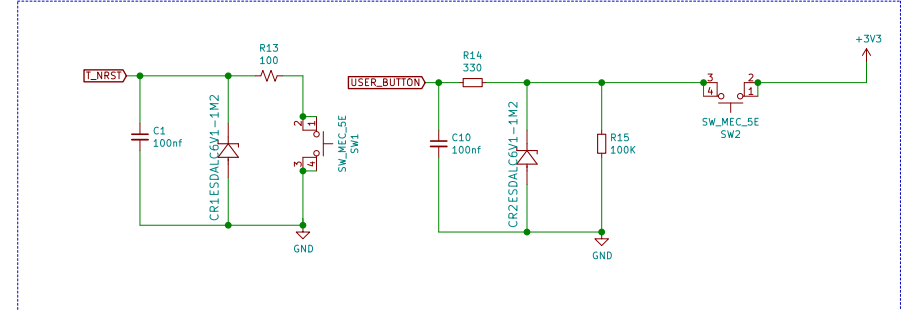 +3V3
R13
100
R14
330
T_NRST
USER_BUTTON
3
4
2
1
SW_MEC_5E
SW2
C1
100nf
CR1ESDALC6V1-1M2
2
1
3
4
SW_MEC_5E
SW1
C10
100nf
CR2ESDALC6V1-1M2
R15
100K
GND
GND